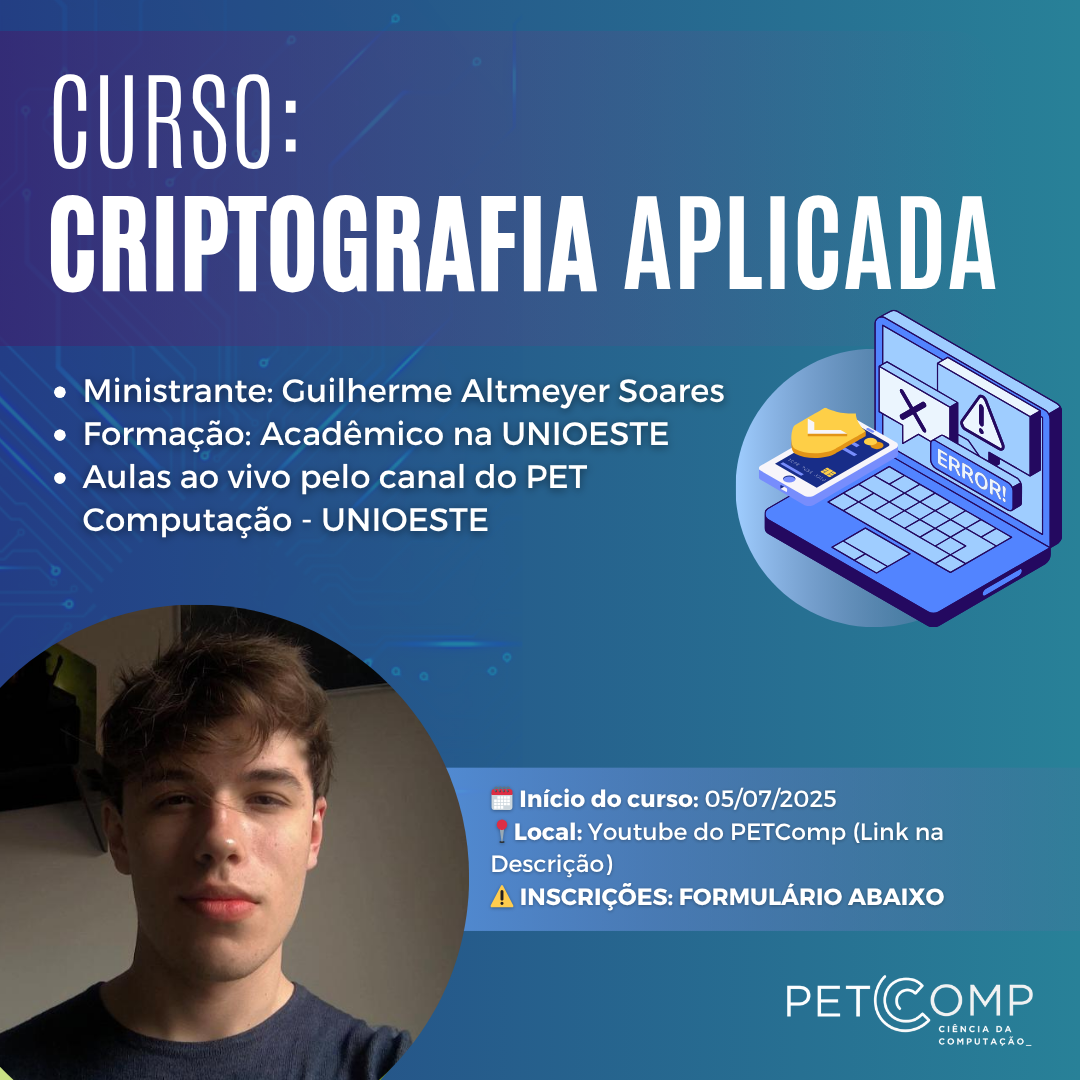 CURSO:
CRIPTOGRAFIA APLICADA
• Ministrante: Guilherme Altmeyer Soares
• Formação: Acadêmico na UNIOESTE
• Aulas ao vivo pelo canal do PET
Computação - UNIOESTE
ERROR!
🗓️ Início do curso: 05/07/2025
📍Local: Youtube do PETComp (Link na
Descrição)
⚠️ INSCRIÇÕES: FORMULÁRIO ABAIXO
PETCOMP
CIÊNCIA DA
COMPUTAÇÃO_